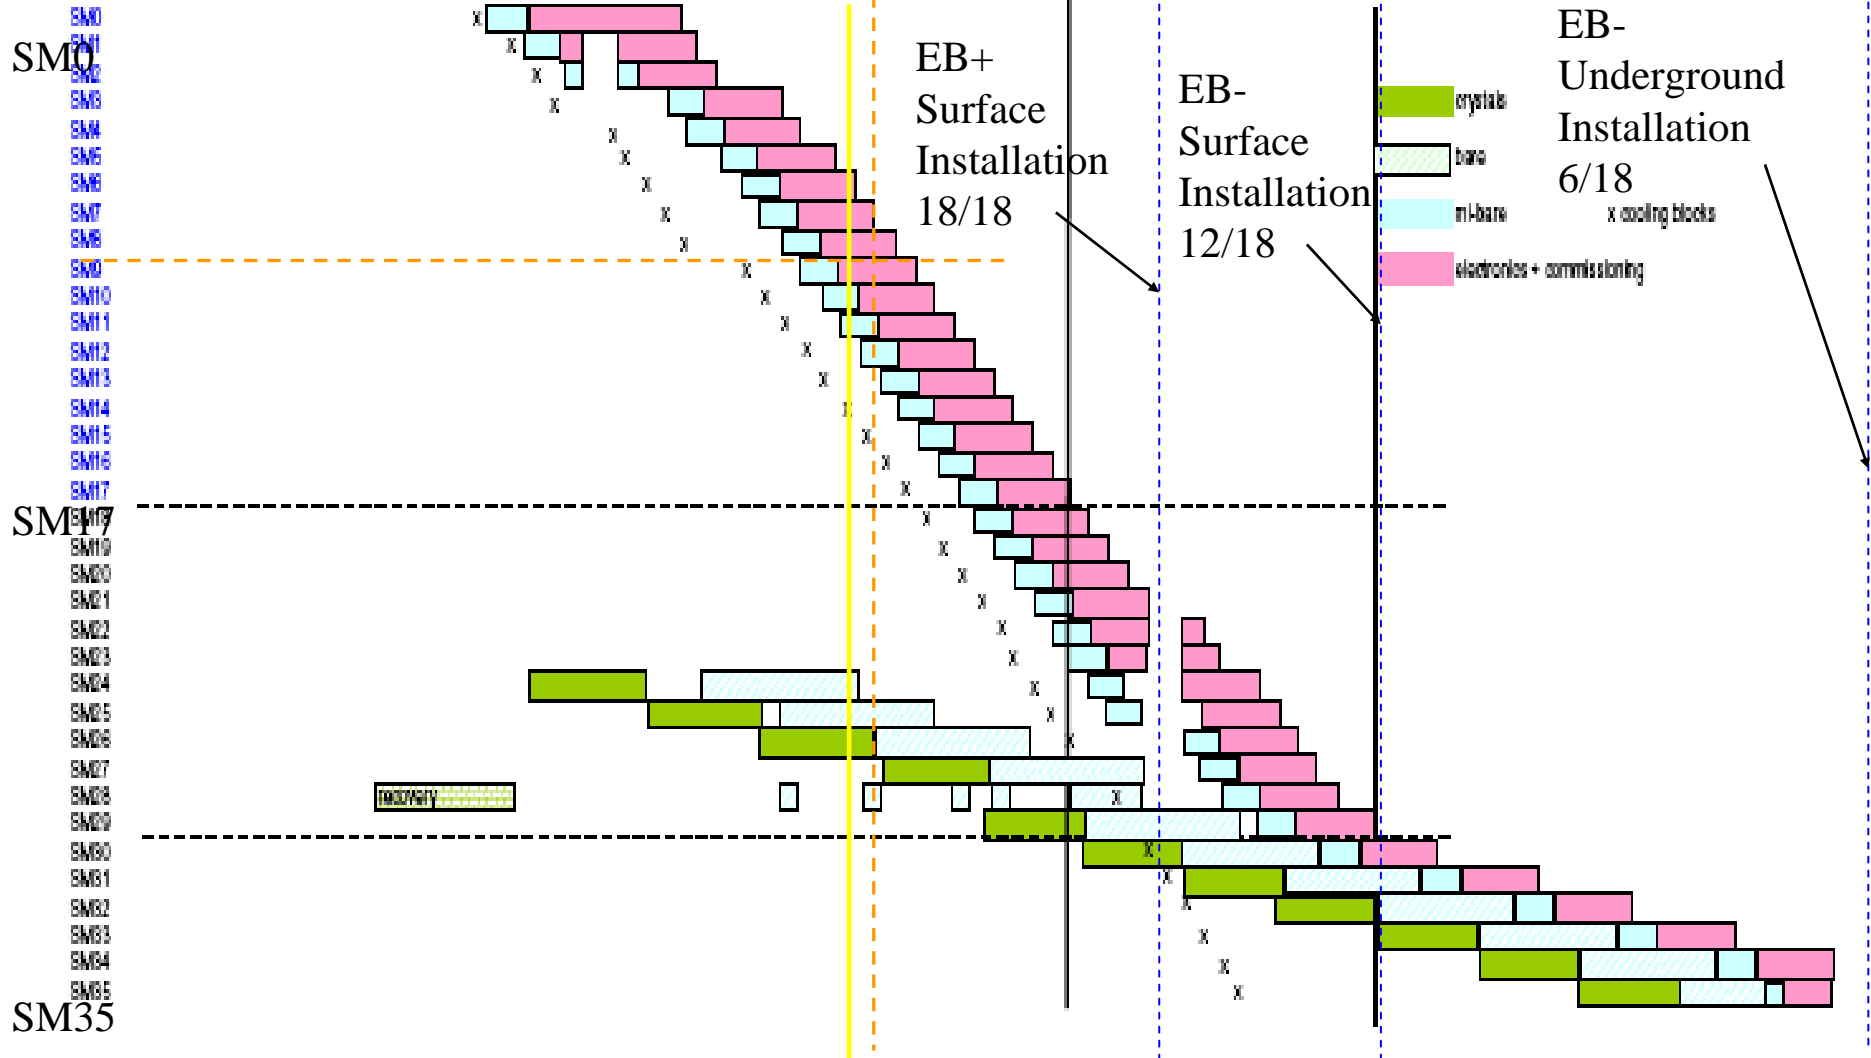 SM0
SM1
SM0
SM2
SM3
SM4
SM5
SM6
SM7
SM8
SM9
SM10
SM11
SM12
SM13
SM14
SM15
SM16
SM17
SM17
SM18
SM19
SM20
SM21
SM22
SM23
SM24
SM25
SM26
SM27
SM28
recovery
SM29
SM30
SM31
SM32
SM33
SM34
SM35
SM35
EB+
Surface
Installation
18/18
EB-
Surface
Installation
12/18
EB-
Underground
Installation
6/18
crystals
bare
m-bare
x cooling blocks
electronics + commissioning